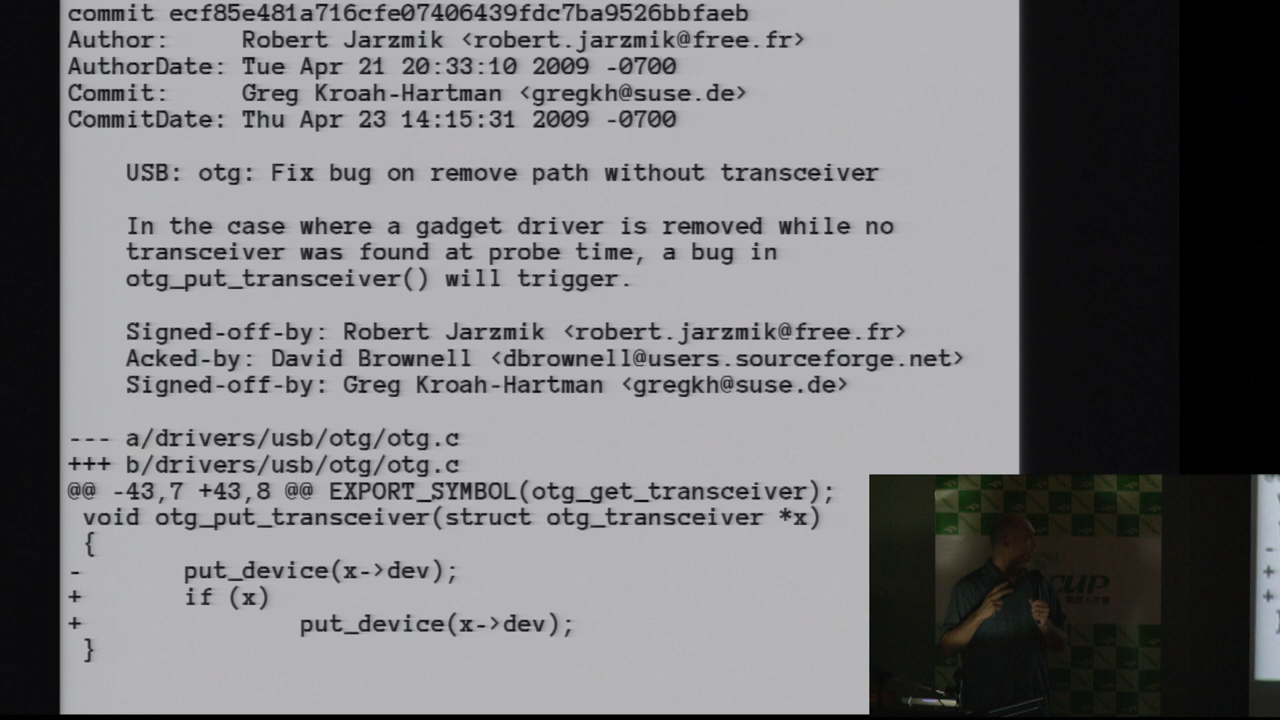 commit ecf85e481a716cfe07406439fdc7ba9526bbfaeb
Author:     Robert Jarzmik <robert.jarzmik@free.fr>
AuthorDate: Tue Apr 21 20:33:10 2009 -0700
Commit:     Greg Kroah-Hartman <gregkh@suse.de>
CommitDate: Thu Apr 23 14:15:31 2009 -0700
USB: otg: Fix bug on remove path without transceiver
In the case where a gadget driver is removed while no
transceiver was found at probe time, a bug in
otg_put_transceiver() will trigger.
Signed-off-by: Robert Jarzmik <robert.jarzmik@free.fr>
Acked-by: David Brownell <dbrownell@users.sourceforge.net>
Signed-off-by: Greg Kroah-Hartman <gregkh@suse.de>
--- a/drivers/usb/otg/otg.c
+++ b/drivers/usb/otg/otg.c
@@ -43,7 +43,8 @@ EXPORT_SYMBOL(otg_get_transceiver);
 void otg_put_transceiver(struct otg_transceiver *x)
 {
-       put_device(x->dev);
+       if (x)
+               put_device(x->dev);
 }
CUP